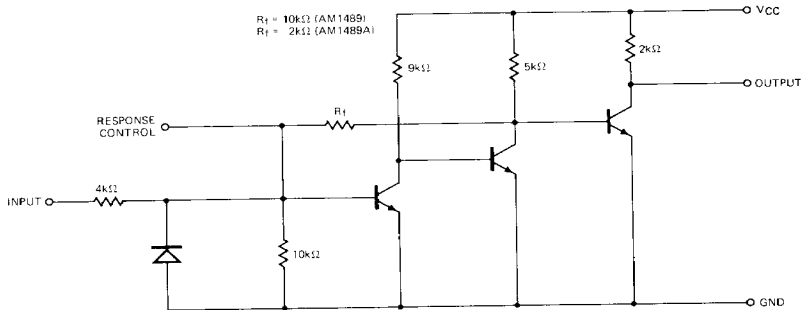 Rf = 10kΩ (AM1489)
Rf = 2kΩ (AM1489A)
VCC
9kΩ
5kΩ
2kΩ
OUTPUT
RESPONSE
CONTROL
Rf
INPUT
4kΩ
10kΩ
GND